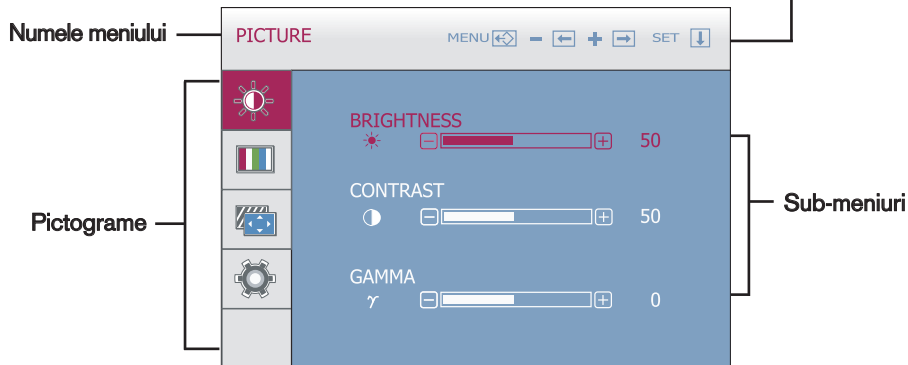 Numele meniului
PICTURE
MENU - + SET
BRIGHTNESS
50
CONTRAST
50
Sub-meniuri
Pictograme
GAMMA
γ
0